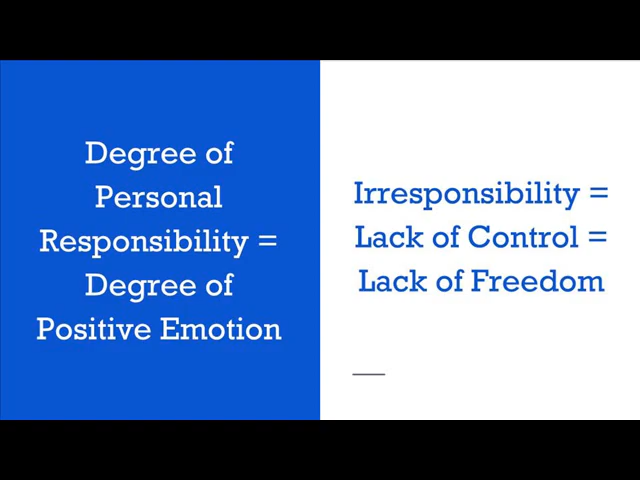 Degree of
Personal
Responsibility =
Degree of
Positive Emotion
Irresponsibility =
Lack of Control =
Lack of Freedom